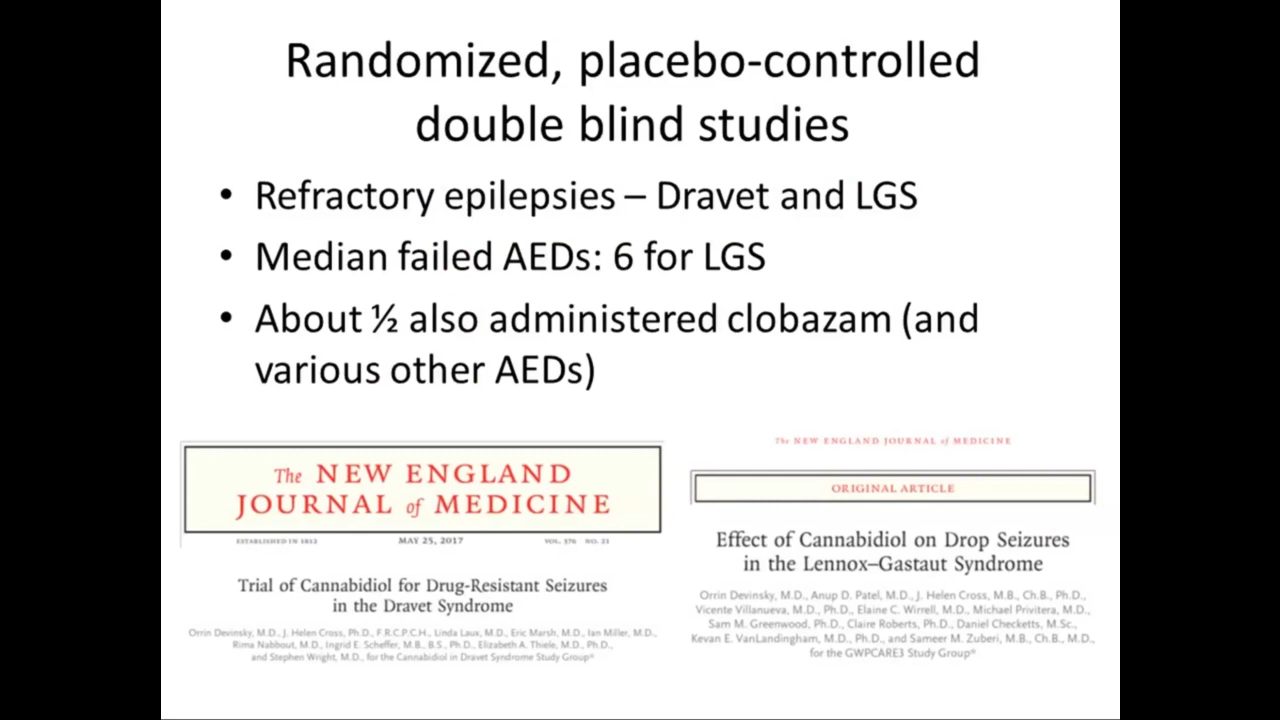 Randomized, placebo-controlled
double blind studies
• Refractory epilepsies – Dravet and LGS
• Median failed AEDs: 6 for LGS
• About ½ also administered clobazam (and
various other AEDs)
The NEW ENGLAND
JOURNAL of MEDICINE
ESTABLISHED IN 1812 MAY 25, 2017 VOL. 376 NO. 21
Trial of Cannabidiol for Drug-Resistant Seizures
in the Dravet Syndrome
Orrin Devinsky, M.D., J. Helen Cross, Ph.D., F.R.C.P.C.H., Linda Laux, M.D., Eric Marsh, M.D., Ian Miller, M.D.,
Rima Nabbout, M.D., Ingrid E. Scheffer, M.B., B.S., Ph.D., Elizabeth A. Thiele, M.D., Ph.D.,
and Stephen Wright, M.D., for the Cannabidiol in Dravet Syndrome Study Group*
The NEW ENGLAND JOURNAL of MEDICINE
ORIGINAL ARTICLE
Effect of Cannabidiol on Drop Seizures
in the Lennox–Gastaut Syndrome
Orrin Devinsky, M.D., Anup D. Patel, M.D., J. Helen Cross, M.B., Ch.B., Ph.D.,
Vicente Villanueva, M.D., Ph.D., Elaine C. Wirrell, M.D., Michael Privitera, M.D.,
Sam M. Greenwood, Ph.D., Claire Roberts, Ph.D., Daniel Checketts, M.Sc.,
Kevan E. VanLandingham, M.D., Ph.D., and Sameer M. Zuberi, M.B., Ch.B., M.D.,
for the GWPCARE3 Study Group*